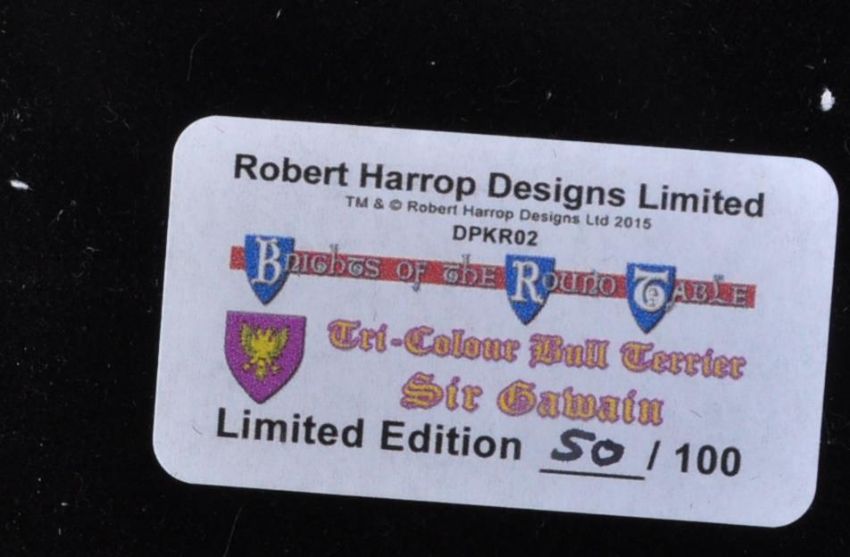 Robert Harrop Designs Limited
TM & © Robert Harrop Designs Ltd 2015
DPKR02
Knights of the Round Table
Tri-Colour Bull Terrier
Sir Gawain
Limited Edition 50 / 100